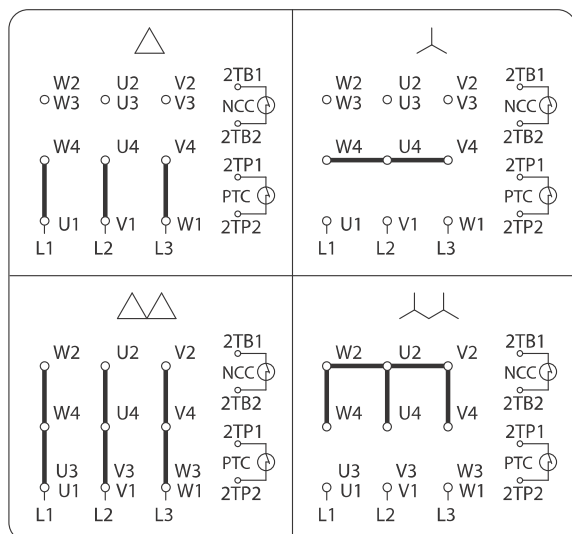 W2 U2 V2 2TB1
W3 U3 V3 NCC
2TB2
W4 U4 V4
2TP1
PTC
U1 V1 W1 2TP2
L1 L2 L3
W2 U2 V2 2TB1
W3 U3 V3 NCC
2TB2
W4 U4 V4
2TP1
PTC
U1 V1 W1 2TP2
L1 L2 L3
W2 U2 V2 2TB1
NCC
2TB2
W4 U4 V4
2TP1
U3 V3 W3 PTC
U1 V1 W1 2TP2
L1 L2 L3
W2 U2 V2 2TB1
NCC
2TB2
W4 U4 V4
2TP1
U3 V3 W3 PTC
U1 V1 W1 2TP2
L1 L2 L3